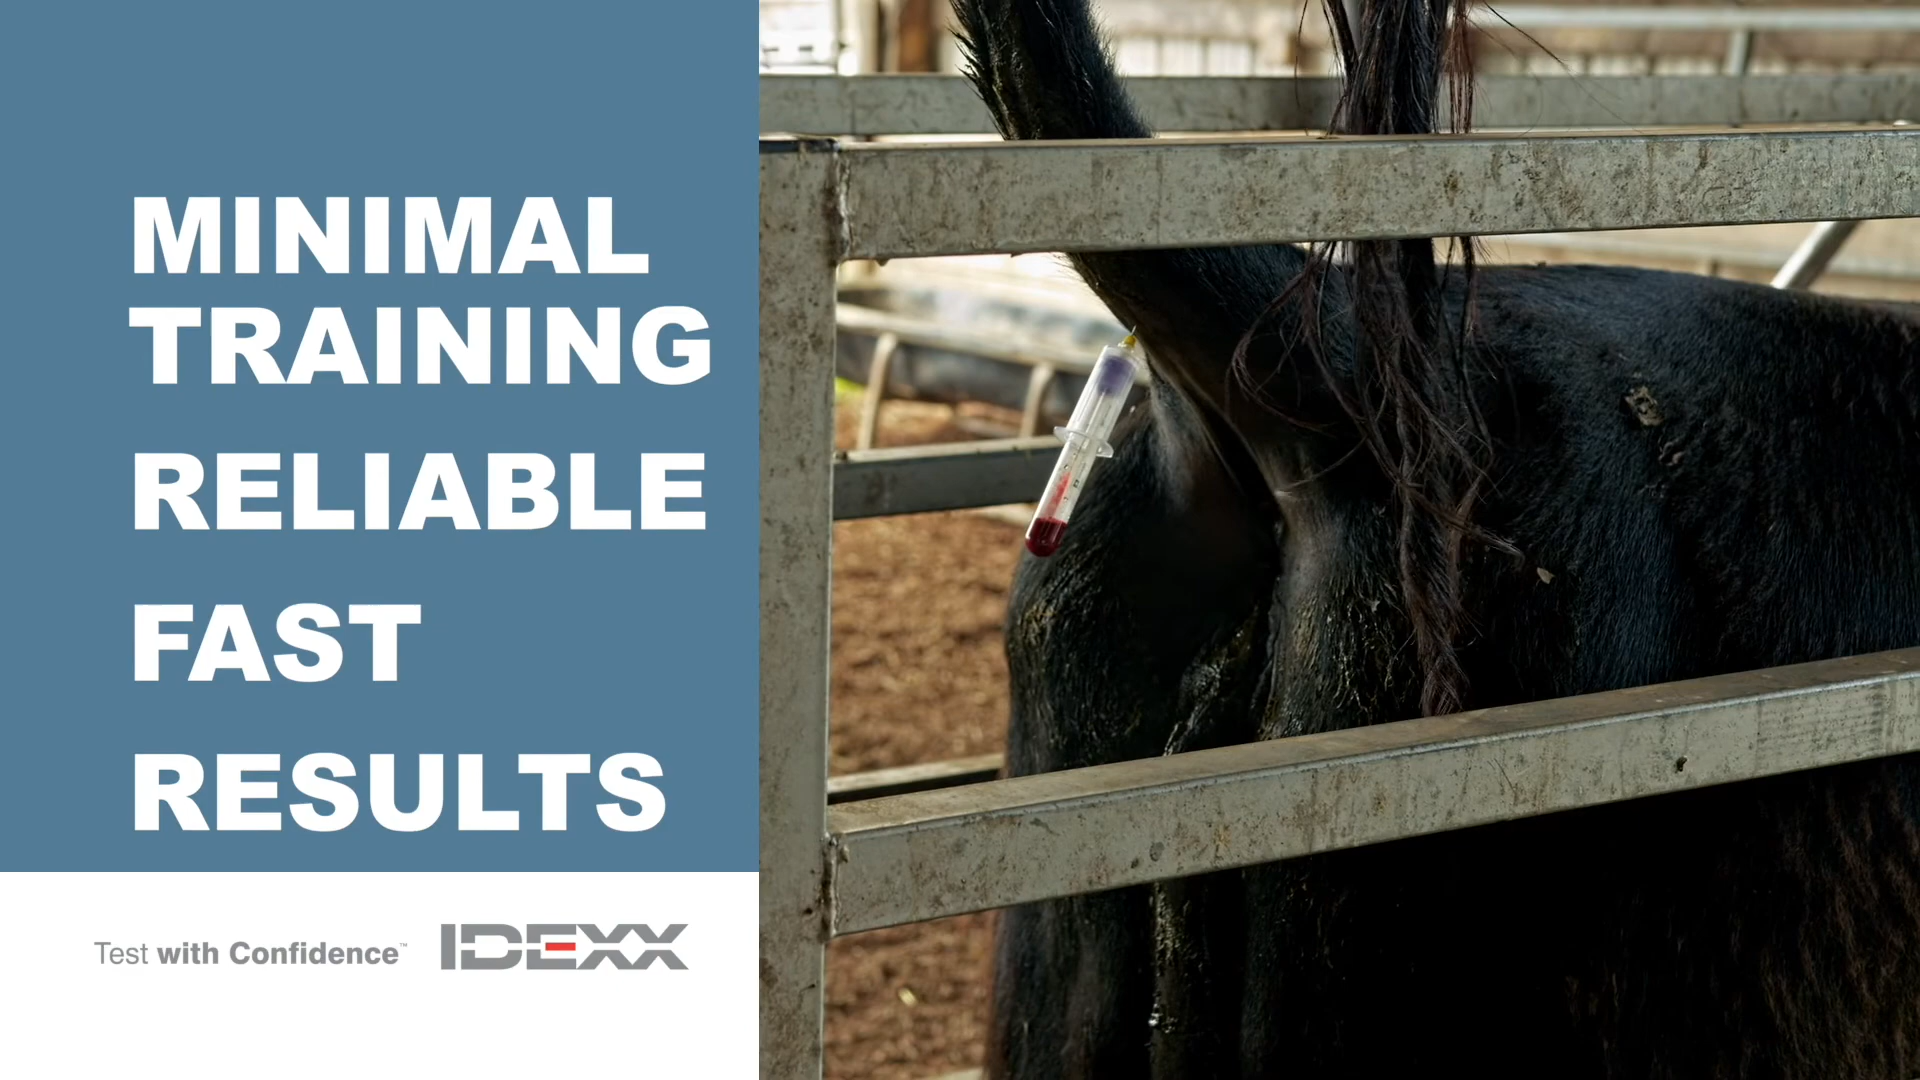 MINIMAL
TRAINING
RELIABLE
FAST
RESULTS
Test with Confidence™
IDEXX